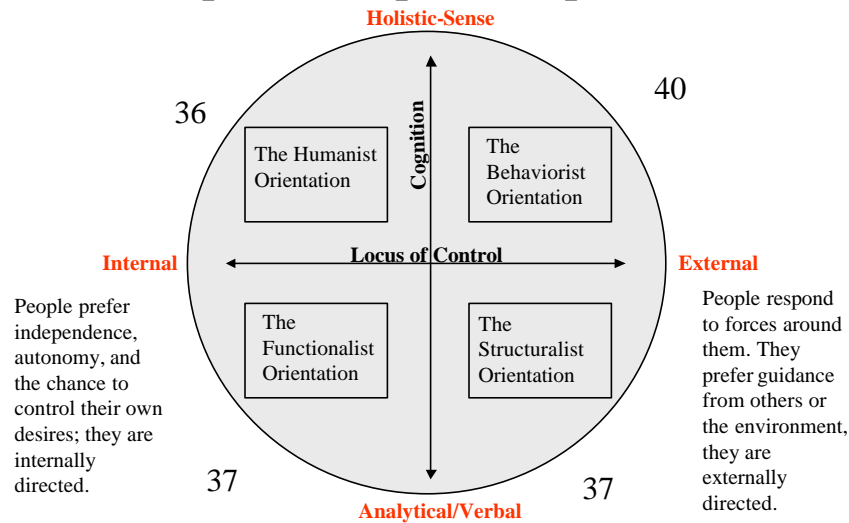 Holistic-Sense
36
40
Cognition
The Humanist
Orientation
The
Behaviorist
Orientation
Internal
Locus of Control
External
People prefer
independence,
autonomy, and
the chance to
control their own
desires; they are
internally
directed.
The
Functionalist
Orientation
The
Structuralist
Orientation
People respond
to forces around
them. They
prefer guidance
from others or
the environment,
they are
externally
directed.
37
37
Analytical/Verbal